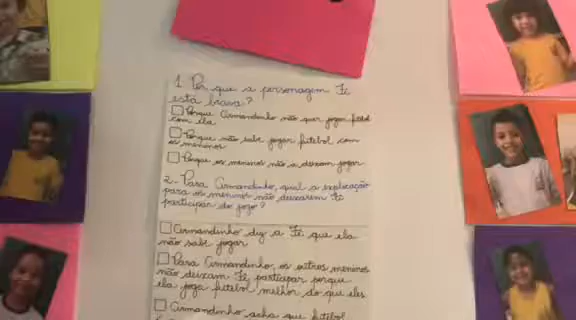 1. Por que a personagem Fê
está brava?
Porque Armandinho não quer jogar futebol
com ela
Porque não sabe jogar futebol com
os meninos
Porque os meninos não a deixam jogar.
2- Para Armandinho, qual a explicação
para os meninos não deixarem Fê
participar do jogo?
Armandinho diz a Fê que ela
não sabe jogar
Para Armandinho, os outros meninos
não deixam Fê participar porque
ela joga futebol melhor do que eles
Armandinho acha que futebol